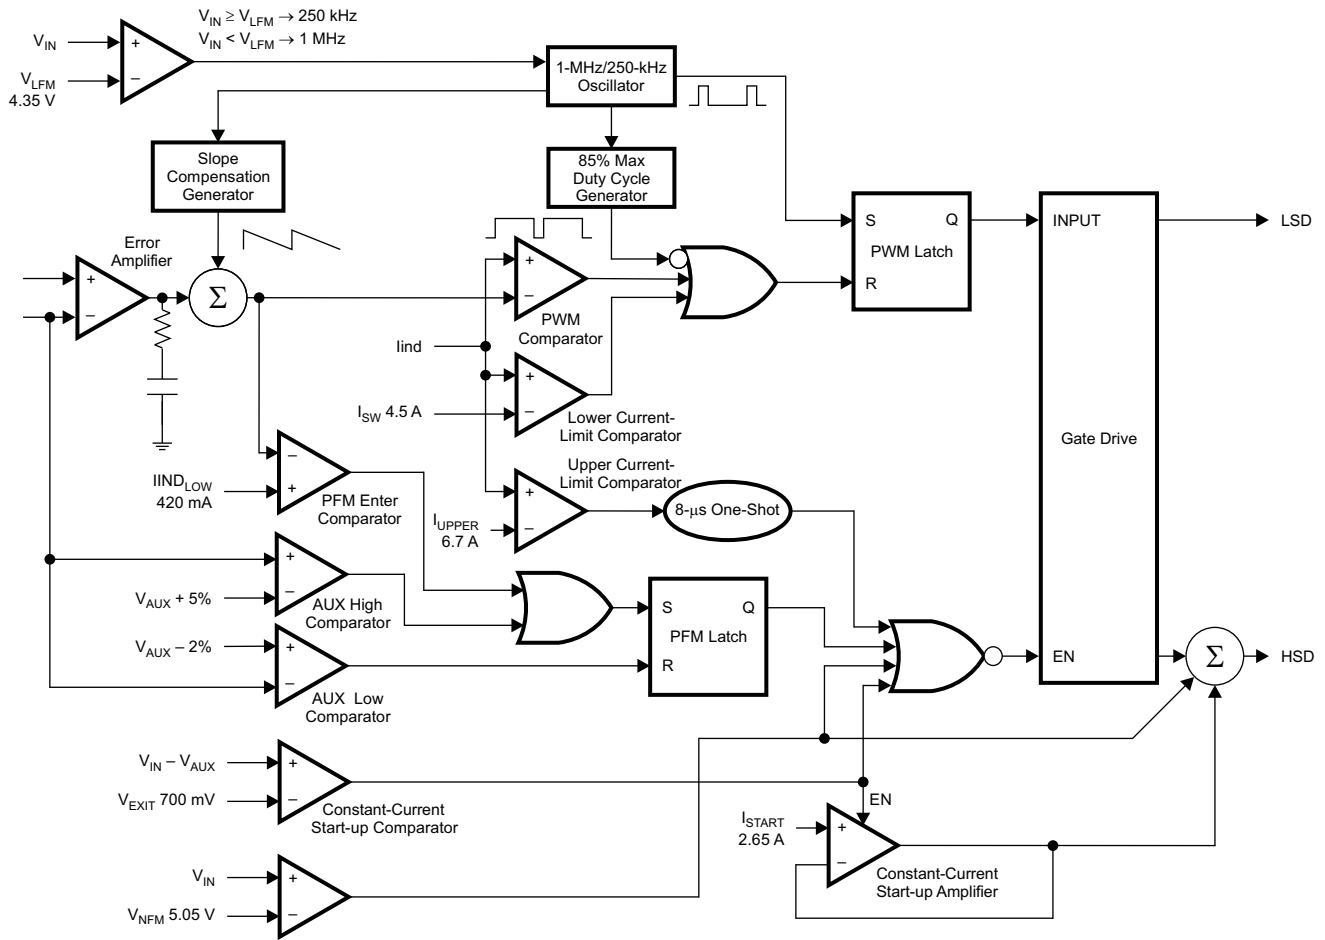 V_IN ≥ V_LFM → 250 kHz
V_IN < V_LFM → 1 MHz
V_IN
+
−
V_LFM
4.35 V
1-MHz/250-kHz
Oscillator
Slope
Compensation
Generator
85% Max
Duty Cycle
Generator
Error
Amplifier
+
−
Σ
+
−
PWM
Comparator
S
Q
PWM Latch
R
INPUT
LSD
Iind
+
−
I_SW 4.5 A
Lower Current-
Limit Comparator
Gate Drive
−
+
IIND_LOW
420 mA
PFM Enter
Comparator
Upper Current-
Limit Comparator
+
−
I_UPPER
6.7 A
8-μs One-Shot
+
−
V_AUX + 5%
AUX High
Comparator
S
Q
PFM Latch
R
V_AUX – 2%
+
−
AUX Low
Comparator
EN
Σ
HSD
V_IN – V_AUX
+
−
V_EXIT 700 mV
Constant-Current
Start-up Comparator
EN
I_START
2.65 A
+
−
Constant-Current
Start-up Amplifier
V_IN
+
−
V_NFM 5.05 V